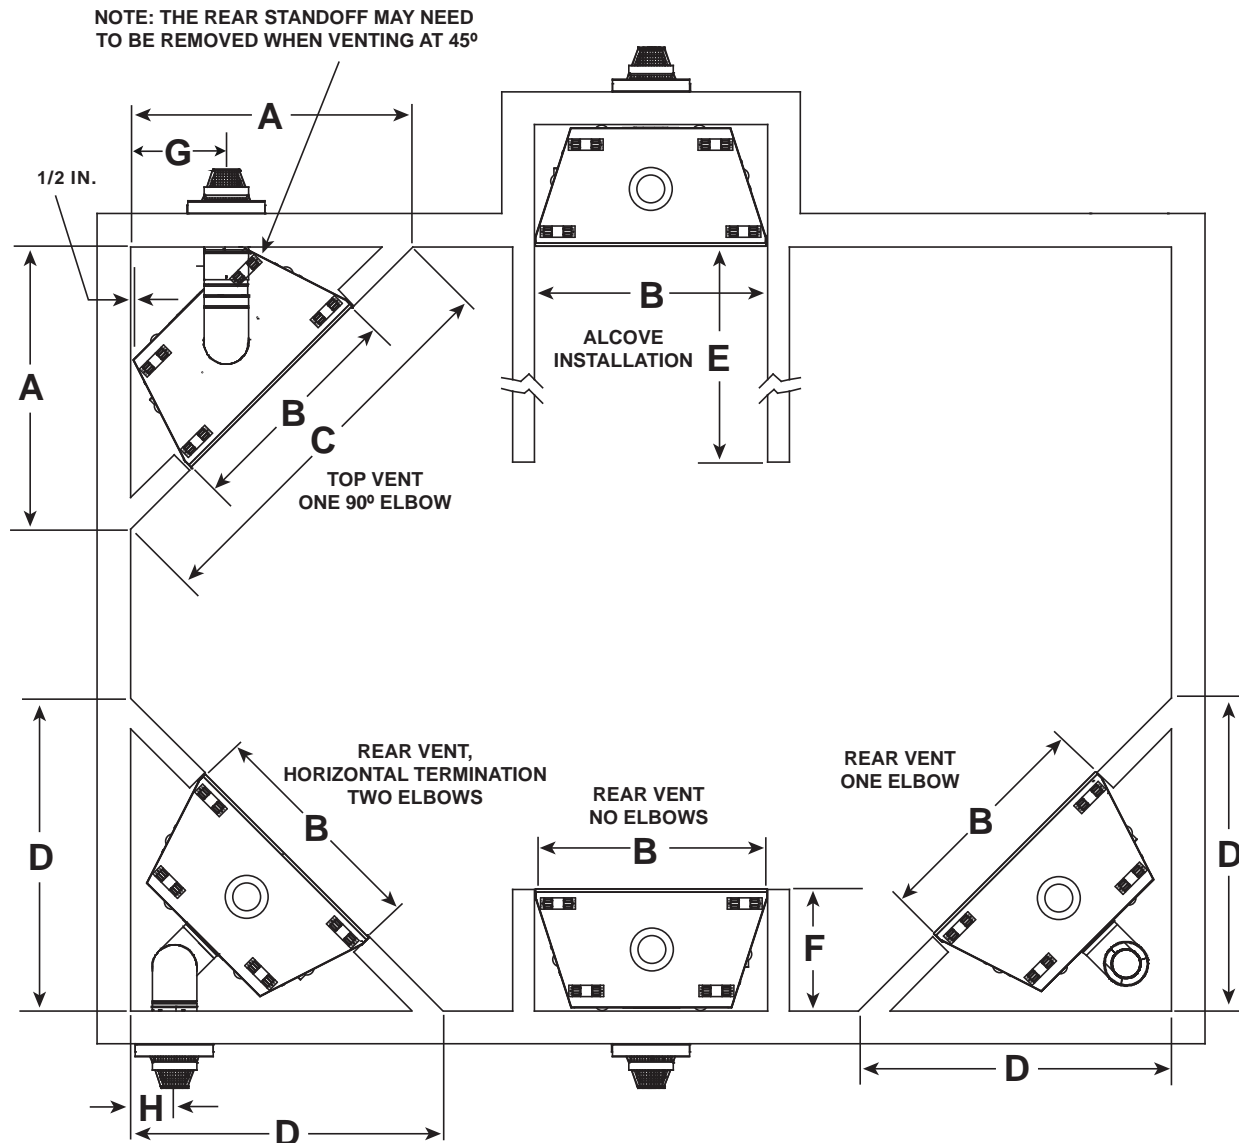 NOTE: THE REAR STANDOFF MAY NEED
TO BE REMOVED WHEN VENTING AT 45º
A
G
1/2 IN.
B
ALCOVE
INSTALLATION
E
A
B
C
TOP VENT
ONE 90º ELBOW
REAR VENT,
HORIZONTAL TERMINATION
TWO ELBOWS
REAR VENT
NO ELBOWS
REAR VENT
ONE ELBOW
B
B
B
D
D
F
H
D
D